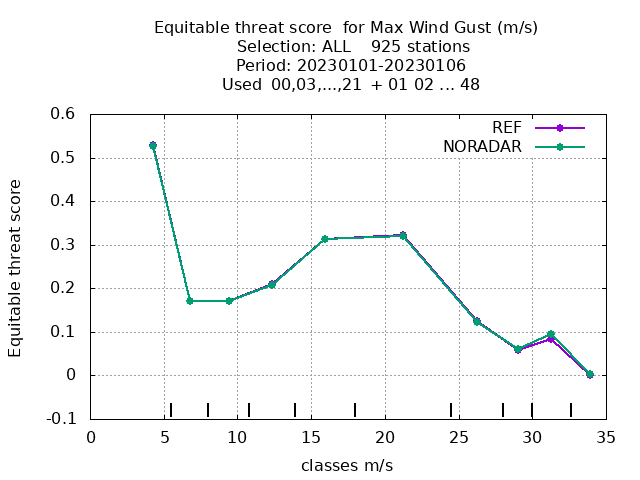 Equitable threat score  for Max Wind Gust (m/s)
Selection: ALL    925 stations
Period: 20230101-20230106
Used  00,03,...,21  + 01 02 ... 48
REF
NORADAR
0.6
0.5
0.4
0.3
0.2
0.1
0
-0.1
Equitable threat score
0 5 10 15 20 25 30 35
classes m/s